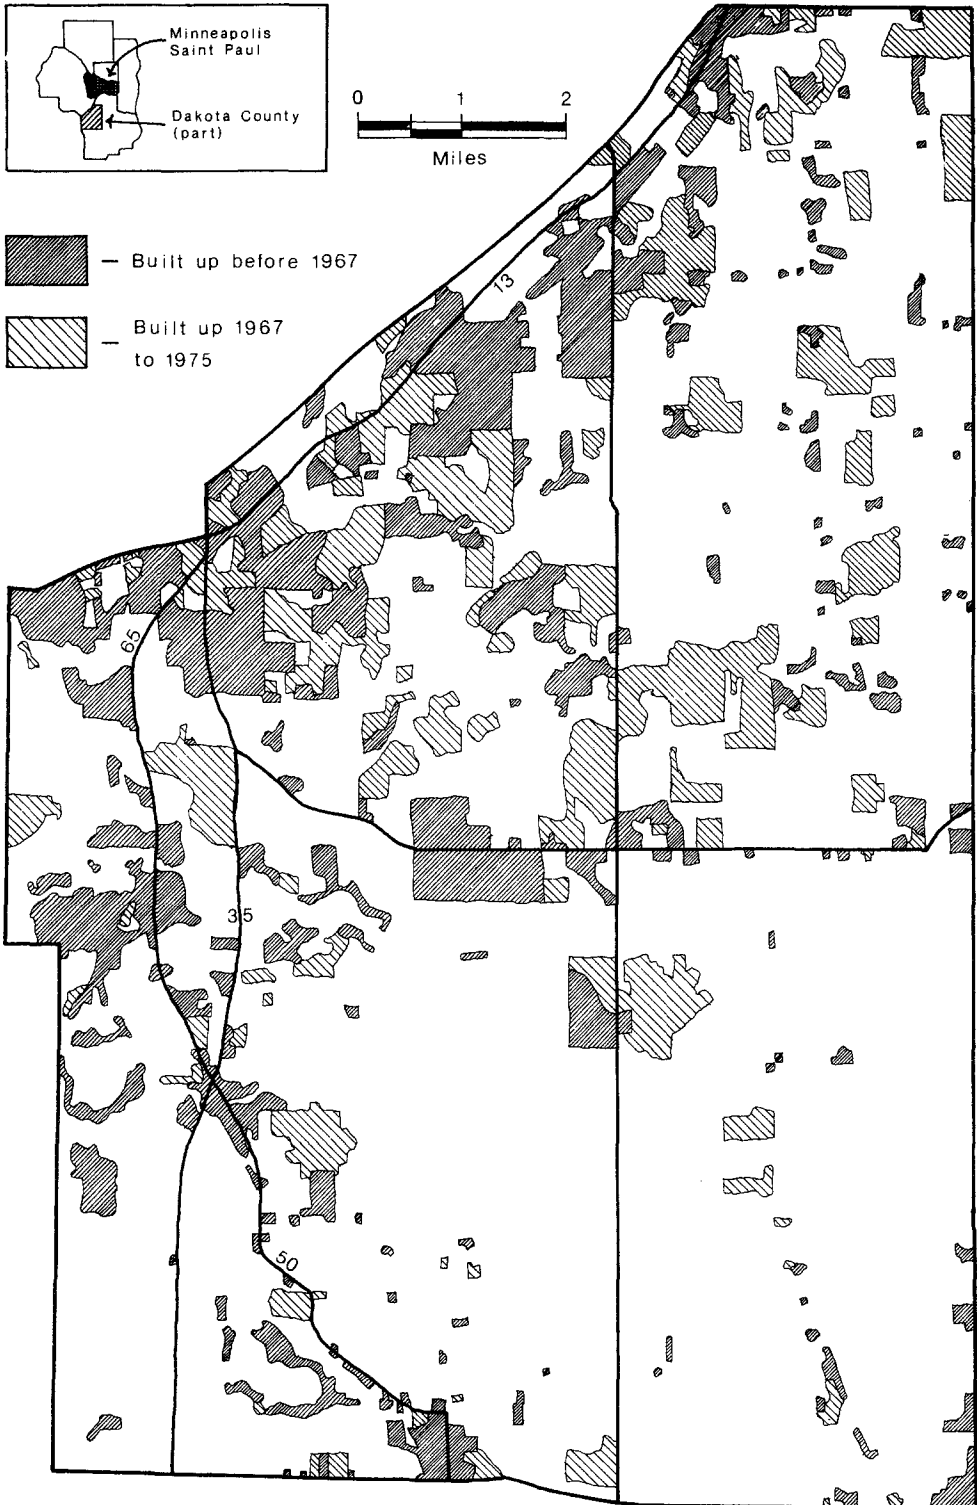 Minneapolis
Saint Paul
Dakota County
(part)
0 1 2
Miles
— Built up before 1967
— Built up 1967
to 1975
13
65
35
50